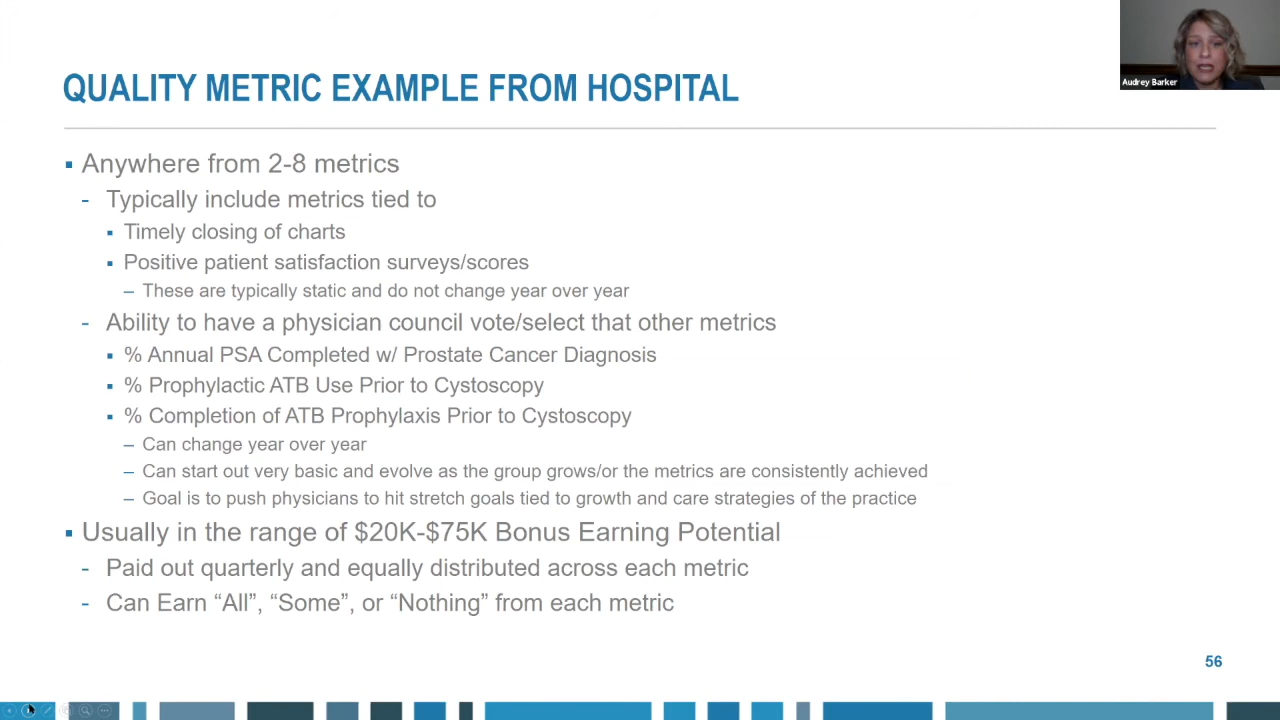 Audrey Barker
QUALITY METRIC EXAMPLE FROM HOSPITAL
Anywhere from 2-8 metrics
- Typically include metrics tied to
Timely closing of charts
Positive patient satisfaction surveys/scores
– These are typically static and do not change year over year
- Ability to have a physician council vote/select that other metrics
% Annual PSA Completed w/ Prostate Cancer Diagnosis
% Prophylactic ATB Use Prior to Cystoscopy
% Completion of ATB Prophylaxis Prior to Cystoscopy
– Can change year over year
– Can start out very basic and evolve as the group grows/or the metrics are consistently achieved
– Goal is to push physicians to hit stretch goals tied to growth and care strategies of the practice
Usually in the range of $20K-$75K Bonus Earning Potential
- Paid out quarterly and equally distributed across each metric
- Can Earn “All”, “Some”, or “Nothing” from each metric
56